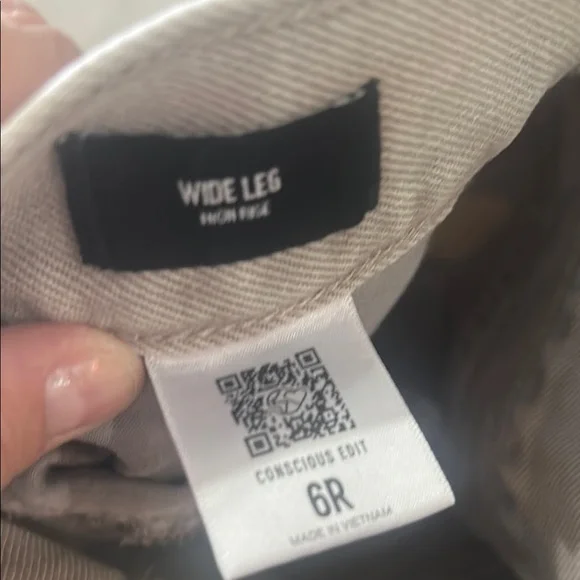 WIDE LEG
HIGH RISE
CONSCIOUS EDIT
6R
MADE IN VIETNAM